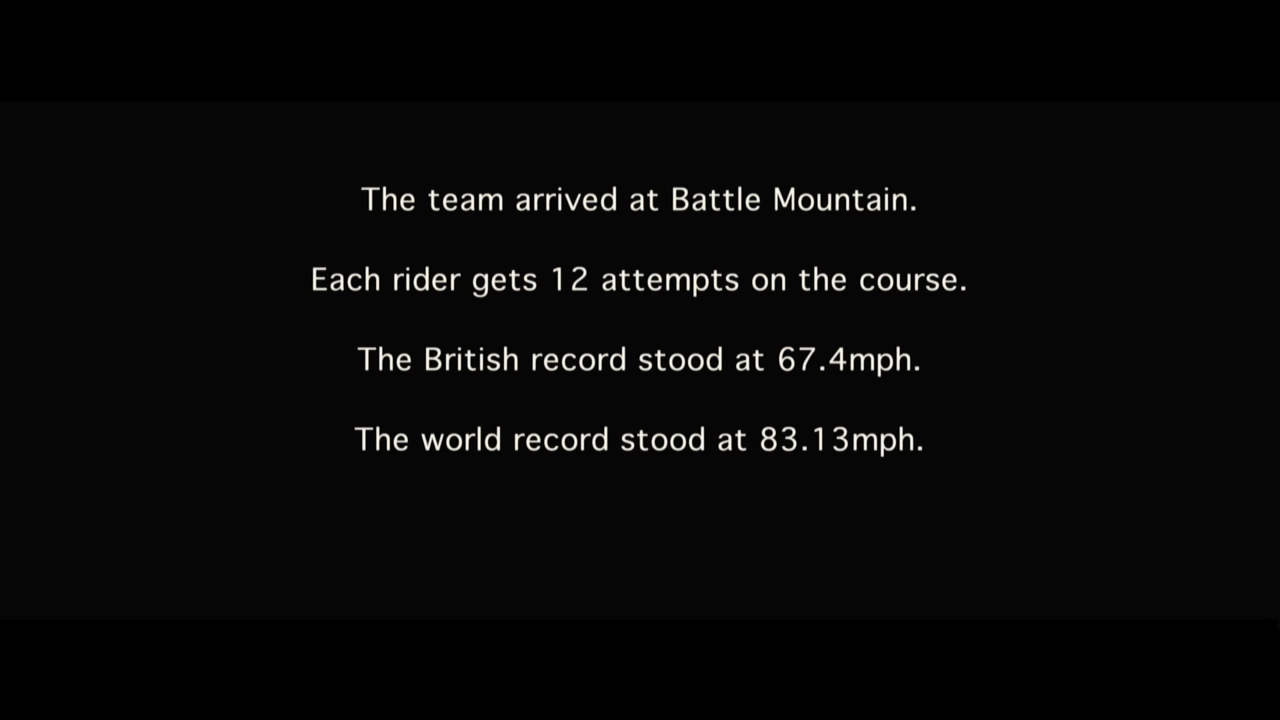 The team arrived at Battle Mountain.
Each rider gets 12 attempts on the course.
The British record stood at 67.4mph.
The world record stood at 83.13mph.